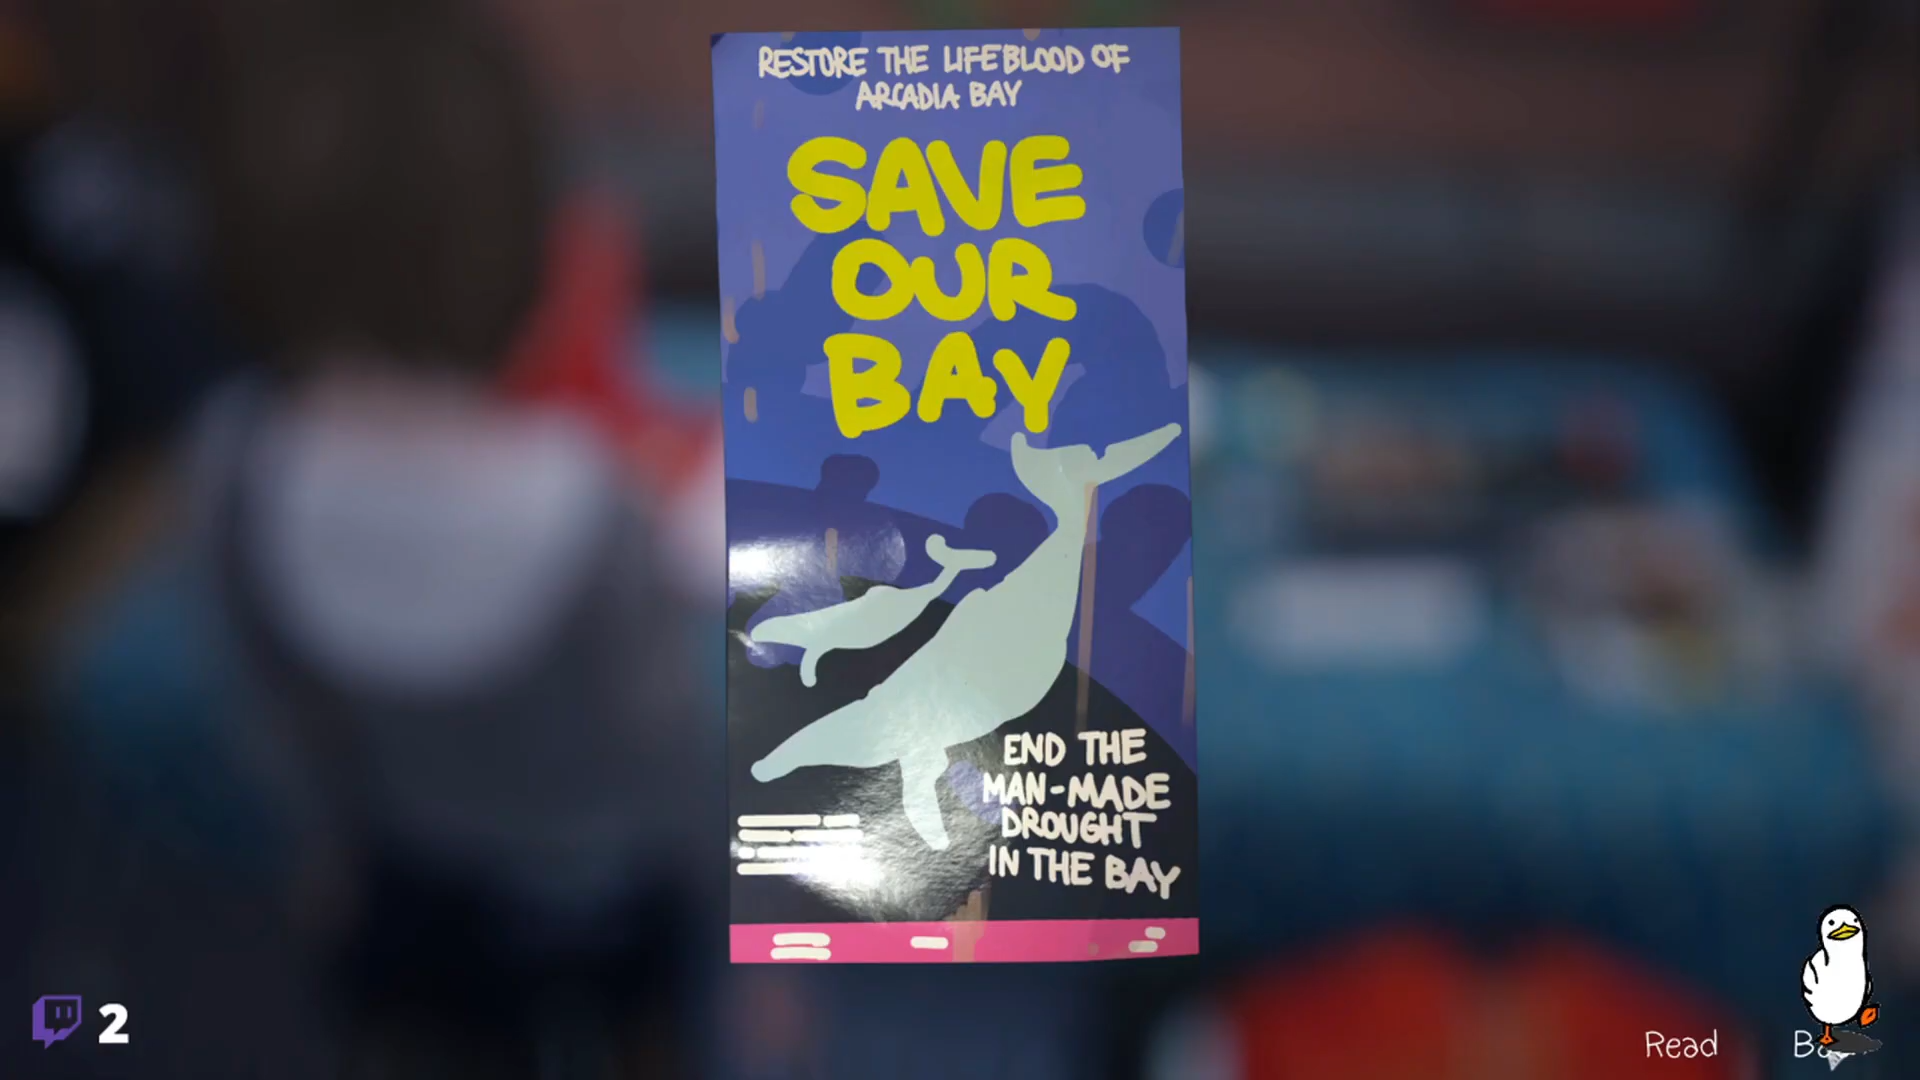 RESTORE THE LIFEBLOOD OF
ARCADIA BAY
SAVE
OUR
BAY
END THE
MAN-MADE
DROUGHT
IN THE BAY
2
Read